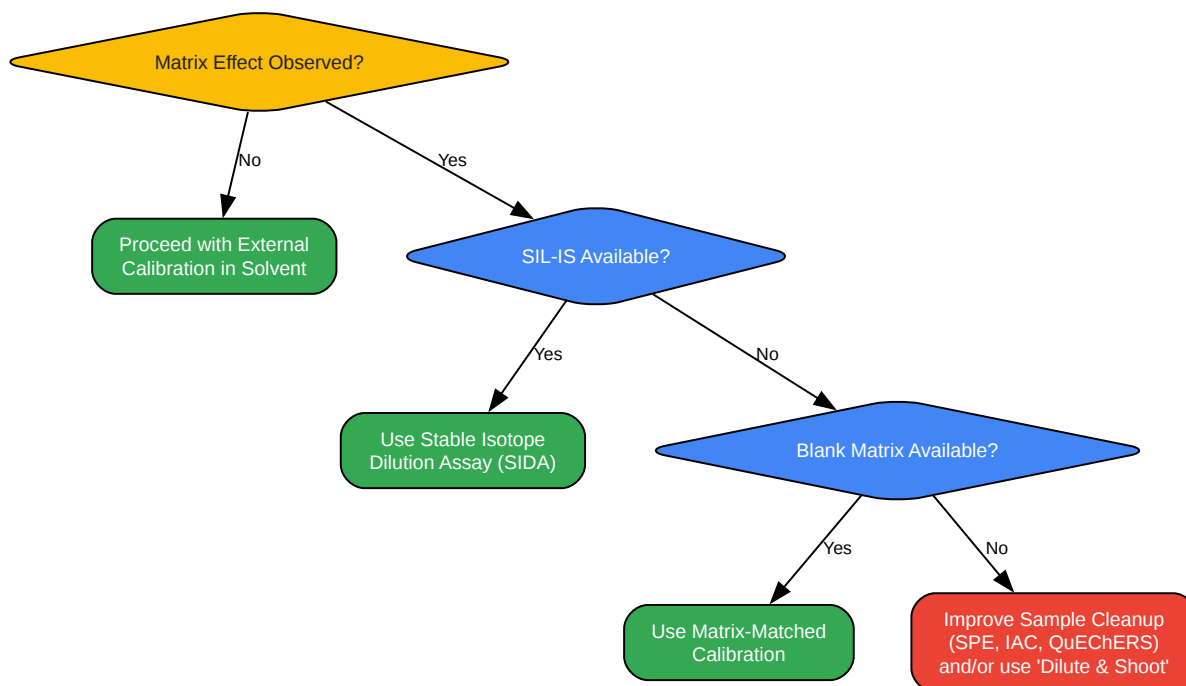 Matrix Effect Observed?
No
Yes
Proceed with External
Calibration in Solvent
SIL-IS Available?
Yes
No
Use Stable Isotope
Dilution Assay (SIDA)
Blank Matrix Available?
Yes
No
Use Matrix-Matched
Calibration
Improve Sample Cleanup
(SPE, IAC, QuEChERS)
and/or use 'Dilute & Shoot'